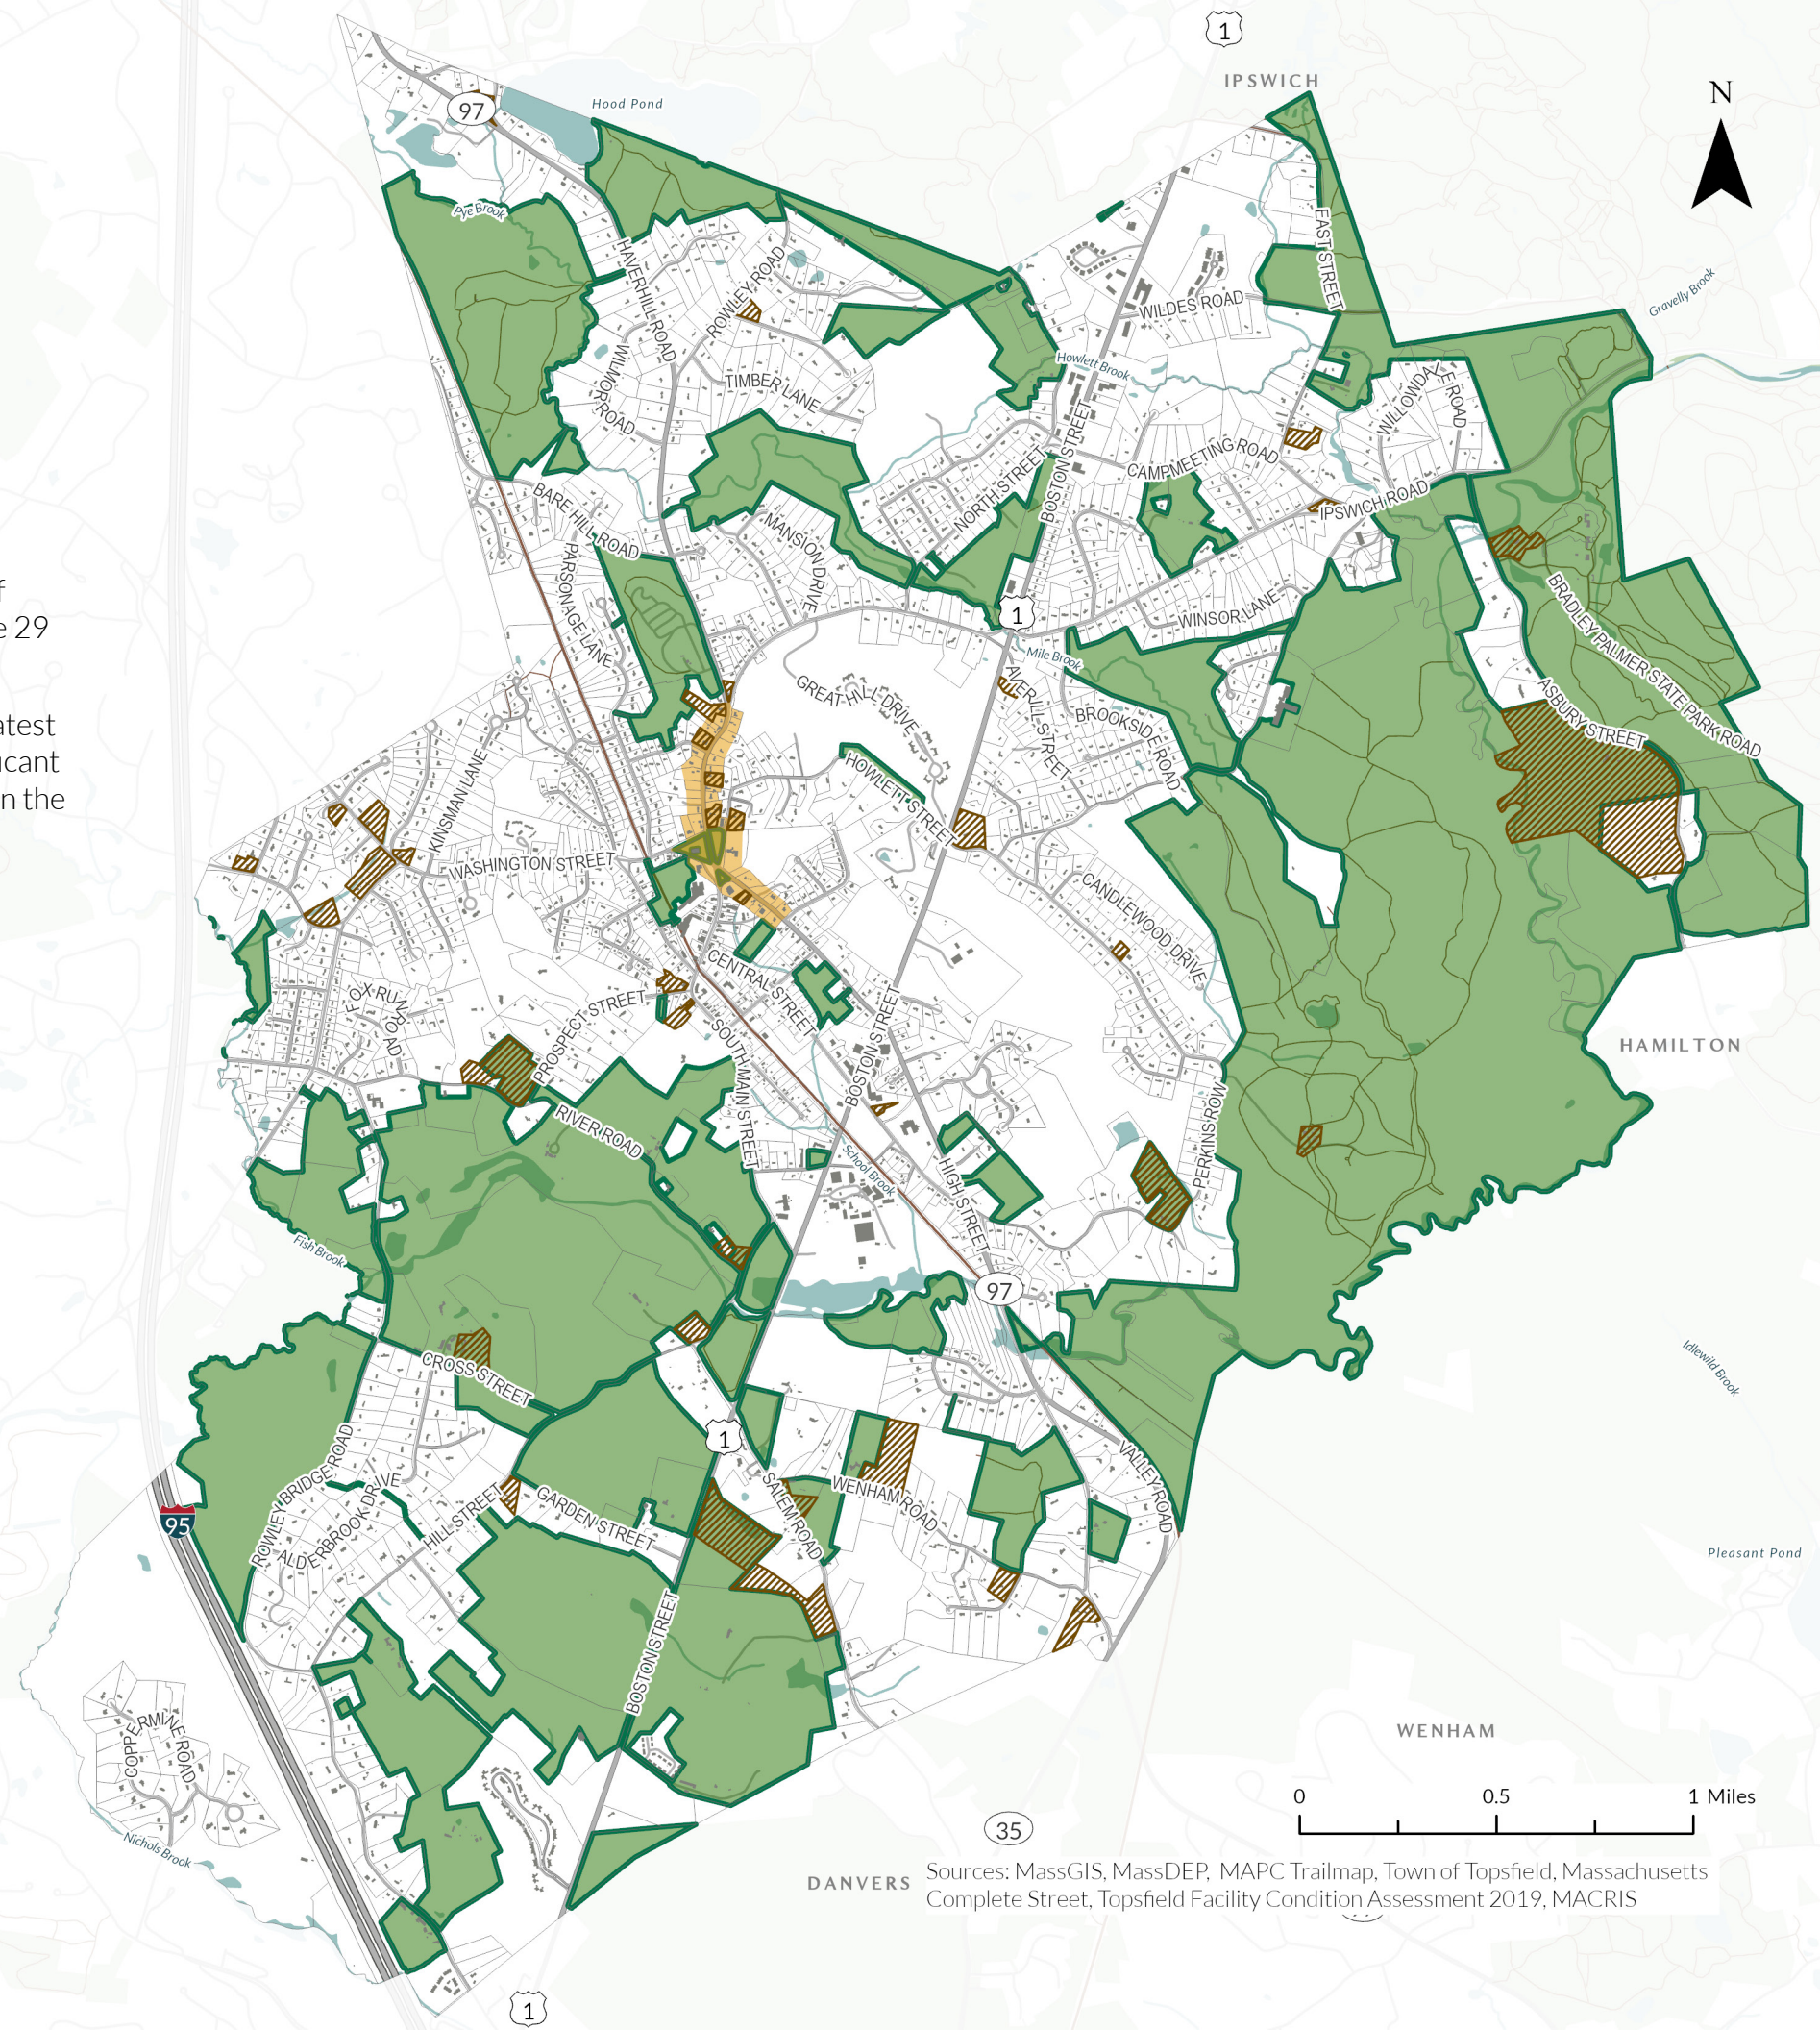 1
IPSWICH
N
Hood Pond
97
Pye Brook
EAST STREET
HAVERHILL ROAD
ROWLEY ROAD
WILDES ROAD
Gravelly Brook
Howlett Brook
TIMBER LANE
ROAD
WILLONDALE ROAD
BOSTON STREET
CAMPMEETING ROAD
NORTH STREET
IPSWICH ROAD
BARE HILL ROAD
MANSION DRIVE
PARSONAGE LANE
f
e 29
1
WINSOR LANE
BRADLEY PALMER STATE PARK ROAD
Mile Brook
AVERILL STREET
GREAT HILL DRIVE
ASBURY STREET
BROOKSIDE ROAD
atest
icant
n the
HOWLETT STREET
KINSMAN LANE
WASHINGTON STREET
CANDLEWOOD DRIVE
CENTRAL STREET
FOX RUN ROAD
PROSPECT STREET
SOUTH MAIN STREET
BOSTON STREET
HAMILTON
RIVER ROAD
PERKINS ROW
School Brook
HIGH STREET
Fish Brook
97
CROSS STREET
Idlewild Brook
1
VALLEY ROAD
ROWLEY BRIDGE ROAD
ALDERBROOK DRIVE
HILL STREET
GARDEN STREET
SALEM ROAD
WENHAM ROAD
95
Pleasant Pond
BOSTON STREET
COPPERMINE ROAD
WENHAM
0 0.5 1 Miles
35
Nichols Brook
DANVERS
Sources: MassGIS, MassDEP, MAPC Trailmap, Town of Topsfield, Massachusetts
Complete Street, Topsfield Facility Condition Assessment 2019, MACRIS
1